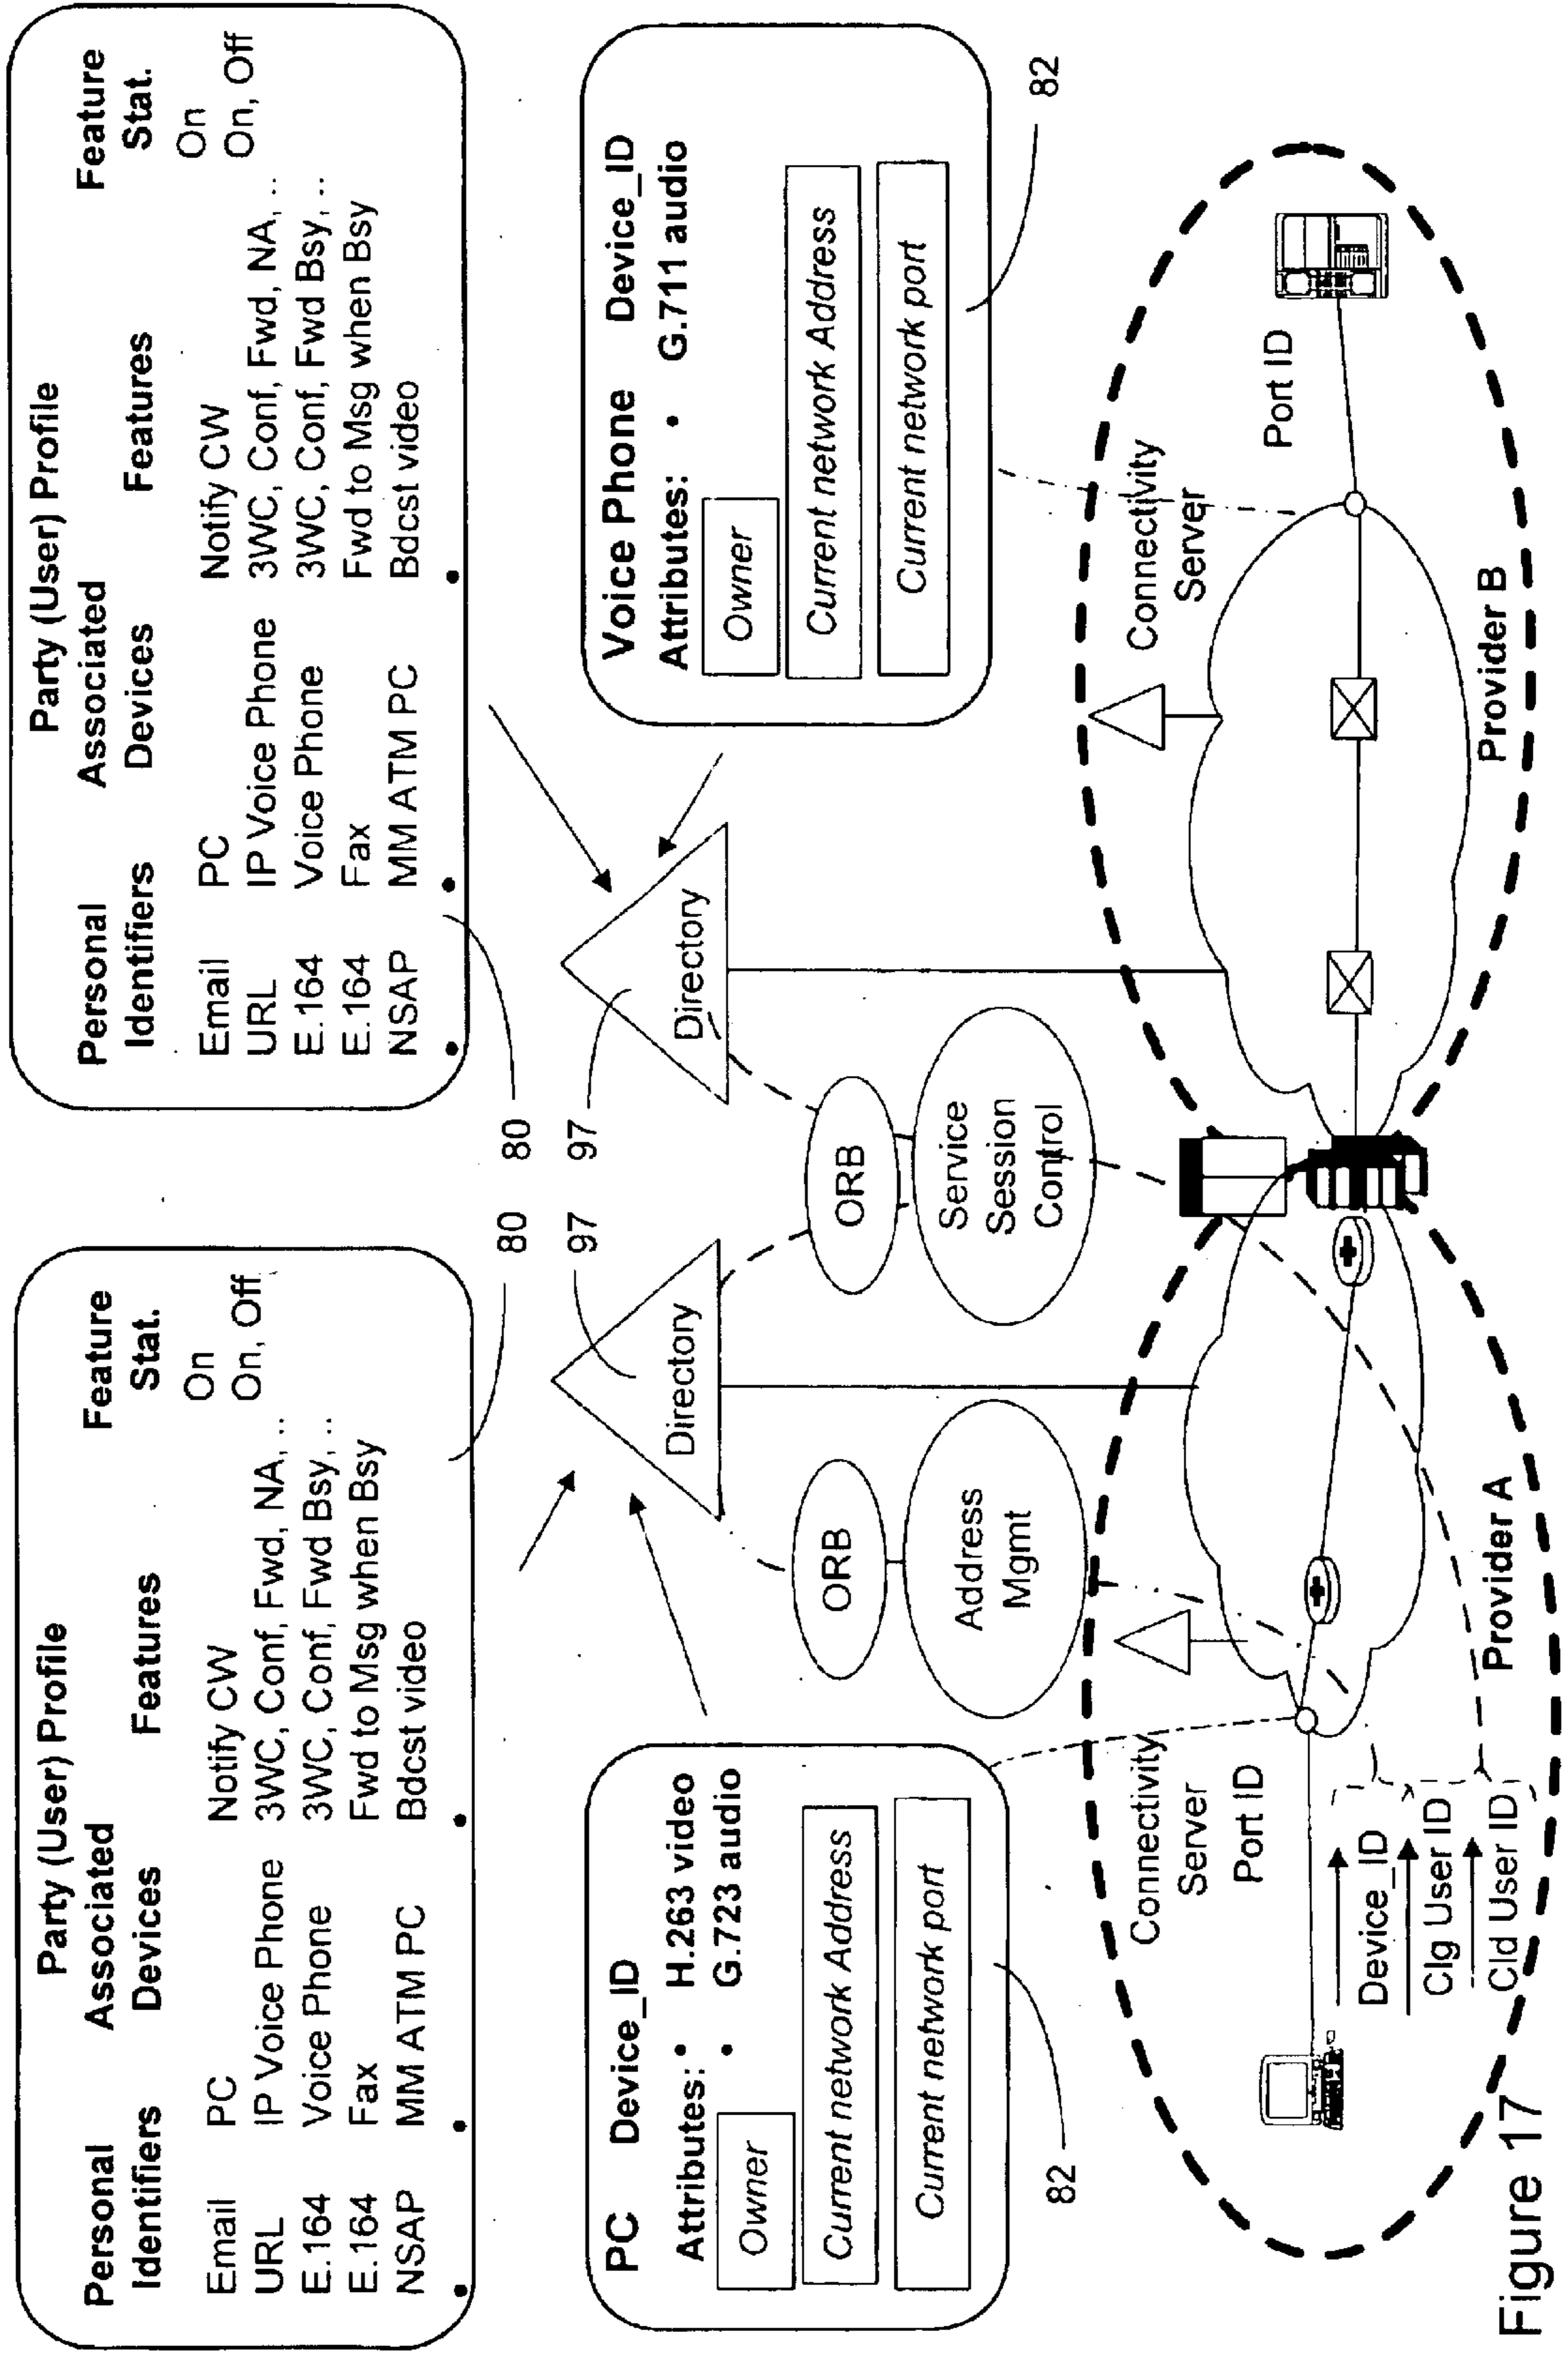 Party (User) Profile
Personal Identifiers Associated Devices Features Feature Stat.
Email PC Notify CW On
URL IP Voice Phone 3WC, Conf, Fwd, NA, .. On, Off
E.164 Voice Phone 3WC, Conf, Fwd Bsy, ..
E.164 Fax Fwd to Msg when Bsy
NSAP MM ATM PC Bdcst video
80
Party (User) Profile
Personal Identifiers Associated Devices Features Feature Stat.
Email PC Notify CW On
URL IP Voice Phone 3WC, Conf, Fwd, NA, .. On, Off
E.164 Voice Phone 3WC, Conf, Fwd Bsy, ..
E.164 Fax Fwd to Msg when Bsy
NSAP MM ATM PC Bdcst video
80
97
97
PC Device_ID
Attributes: • H.263 video
• G.723 audio
Owner
Current network Address
Current network port
82
Directory
Directory
Voice Phone Device_ID
Attributes: • G.711 audio
Owner
Current network Address
Current network port
82
ORB
Address
Mgmt
ORB
Service
Session
Control
Connectivity
Server
Port ID
Connectivity
Server
Port ID
Device_ID
Clg User ID
Cld User ID
Provider A
Provider B
Figure 17